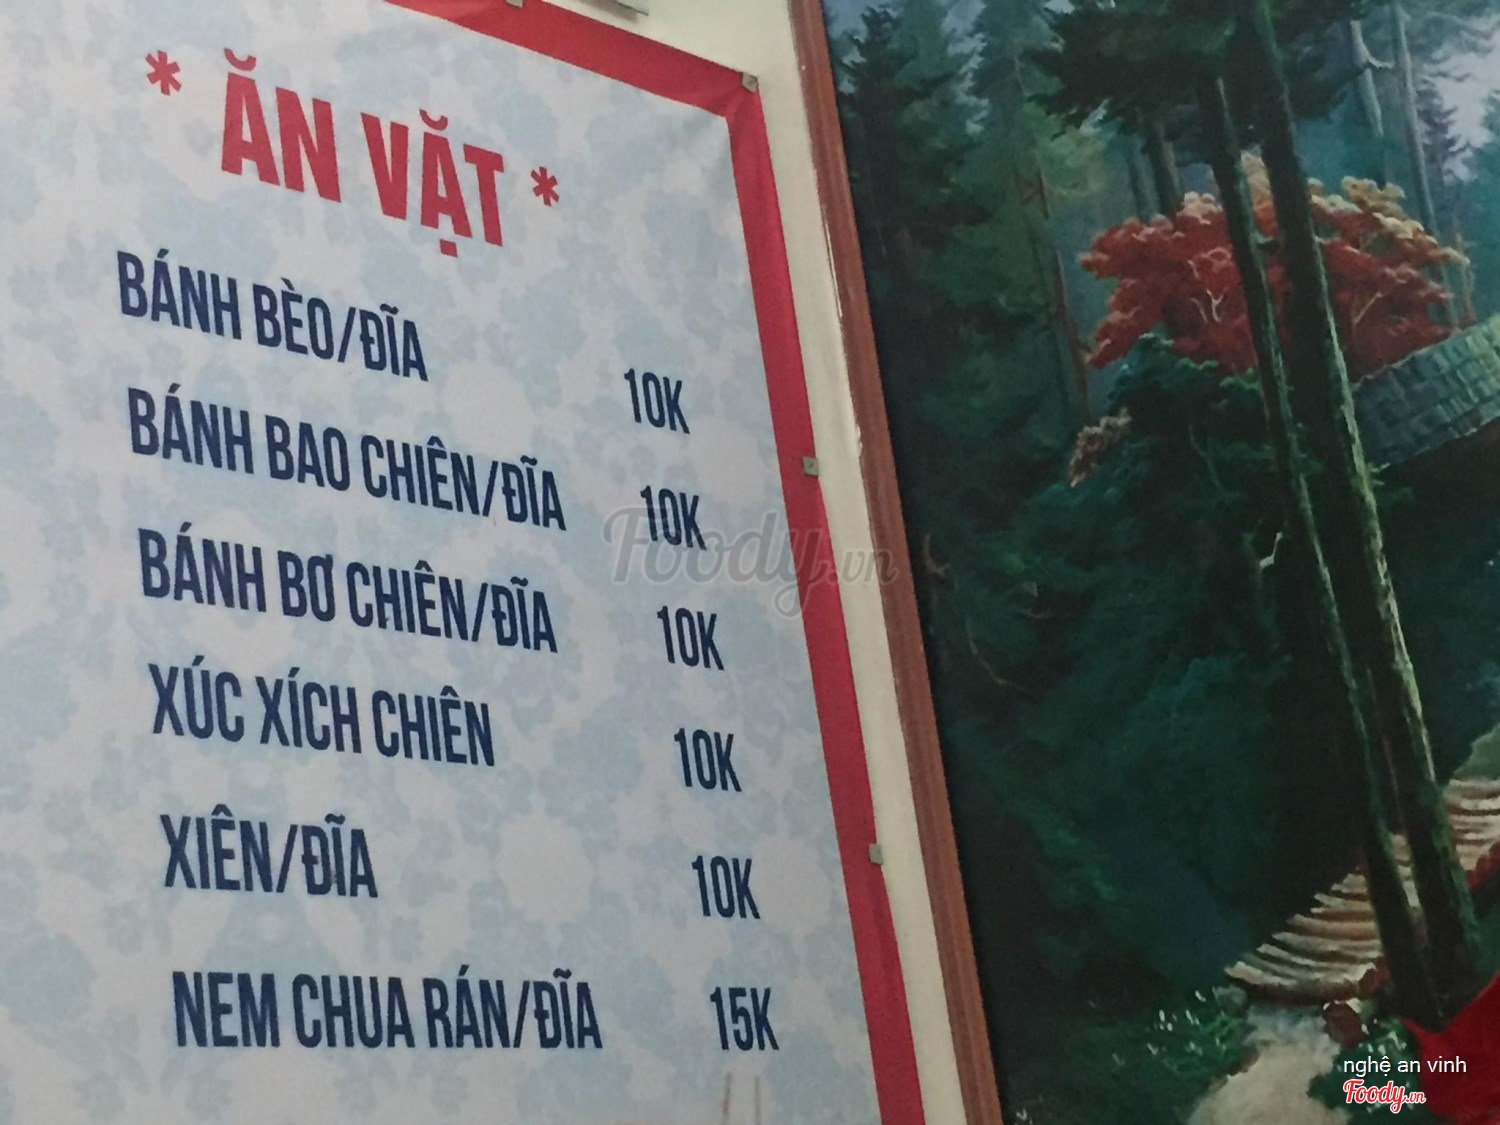 * ĂN VẶT *
BÁNH BÈO/ĐĨA 10K
BÁNH BAO CHIÊN/ĐĨA 10K
BÁNH BƠ CHIÊN/ĐĨA 10K
XÚC XÍCH CHIÊN 10K
XIÊN/ĐĨA 10K
NEM CHUA RÁN/ĐĨA 15K
Foody.vn
nghệ an vinh
Foody.vn